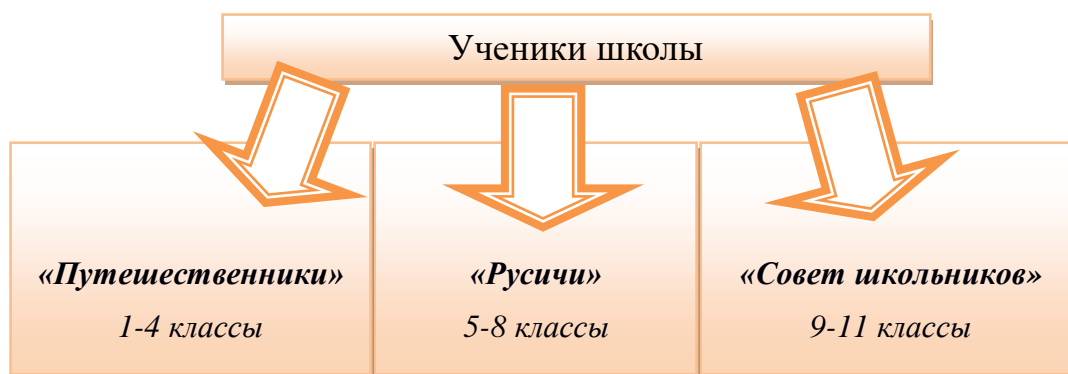 Ученики школы
«Путешественники»
1-4 классы
«Русичи»
5-8 классы
«Совет школьников»
9-11 классы